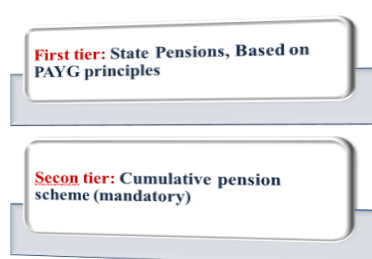 First tier: State Pensions, Based on
PAYG principles
Secon tier: Cumulative pension
scheme (mandatory)